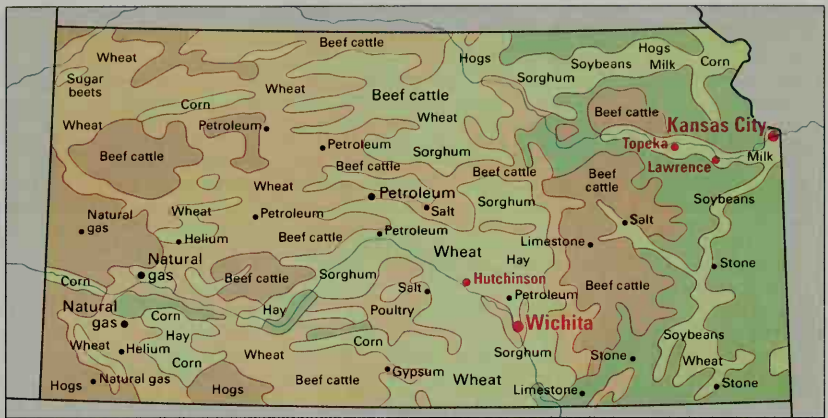 Beef cattle
Hogs
Hogs
Wheat
Soybeans
Milk
Corn
Sugar
beets
Sorghum
Wheat
Beef cattle
Corn
Beef cattle
Wheat
Petroleum
Wheat
Kansas City
Topeka
Petroleum
Sorghum
Beef cattle
Lawrence
Milk
Beef cattle
Beef cattle
Beef
cattle
Wheat
Petroleum
Sorghum
Soybeans
Natural
gas
Wheat
Petroleum
Salt
Salt
Helium
Beef cattle
Petroleum
Limestone
Wheat
Hay
Natural
gas
Stone
Corn
Beef cattle
Sorghum
Hutchinson
Beef cattle
Salt
Petroleum
Natural
gas
Corn
Hay
Poultry
Wichita
Hay
Corn
Soybeans
Wheat
Helium
Corn
Wheat
Sorghum
Stone
Wheat
Hogs
Natural gas
Hogs
Beef cattle
Gypsum
Wheat
Limestone
Stone